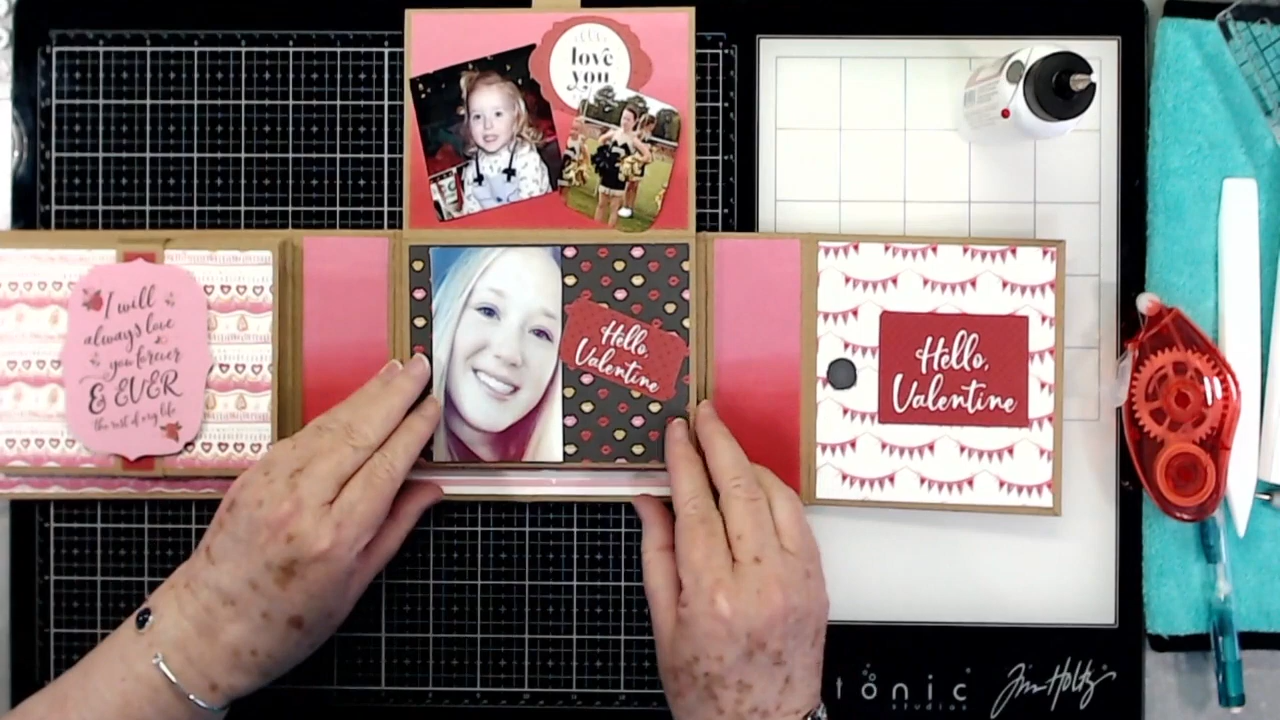 love
you
I will
always love
you forever
& EVER
the rest of my life
Hello,
Valentine
Hello,
Valentine
tonic
studios
Tim Holtz